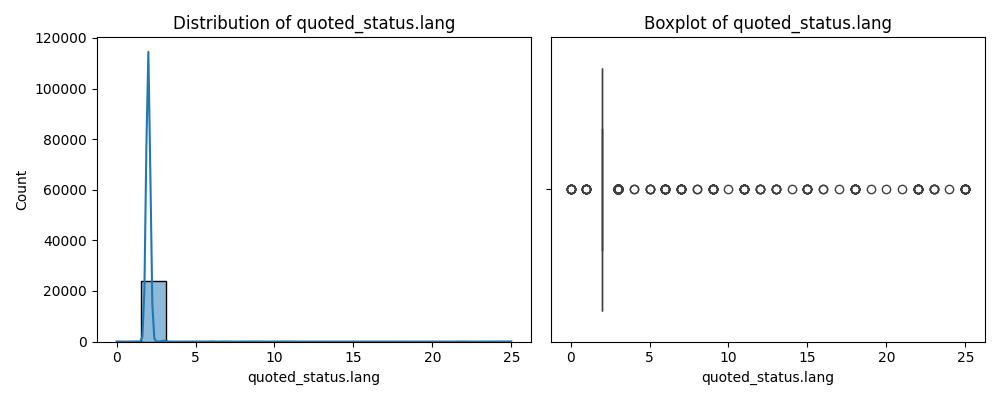 Distribution of quoted_status.lang
120000
100000
80000
60000
40000
20000
0
Count
0 5 10 15 20 25
quoted_status.lang
Boxplot of quoted_status.lang
0 5 10 15 20 25
quoted_status.lang